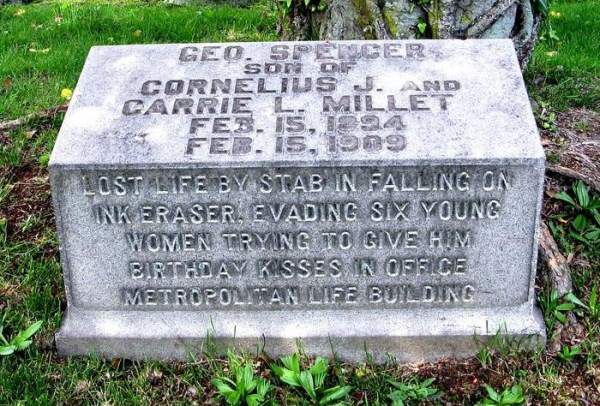 GEO. SPENCER
SON OF
CORNELIUS J. AND
CARRIE L. MILLET
FEB. 15, 1894
FEB. 15, 1909
LOST LIFE BY STAB IN FALLING ON
INK ERASER, EVADING SIX YOUNG
WOMEN TRYING TO GIVE HIM
BIRTHDAY KISSES IN OFFICE
METROPOLITAN LIFE BUILDING